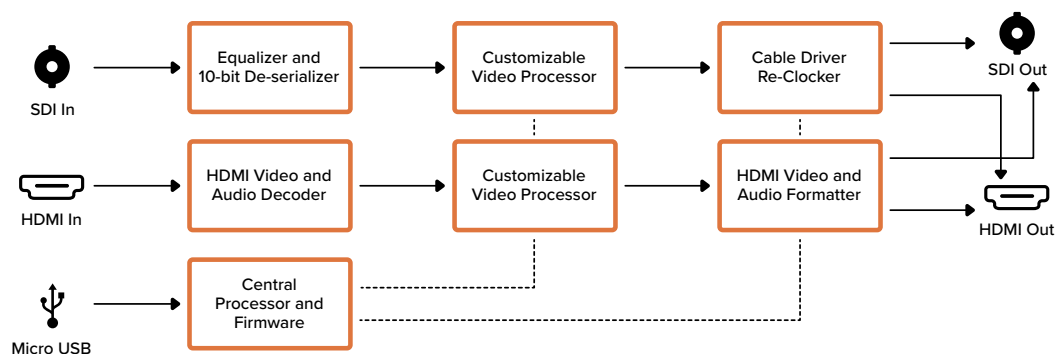 SDI In
Equalizer and
10-bit De-serializer
Customizable
Video Processor
Cable Driver
Re-Clocker
SDI Out
HDMI In
HDMI Video and
Audio Decoder
Customizable
Video Processor
HDMI Video and
Audio Formatter
HDMI Out
Micro USB
Central
Processor and
Firmware